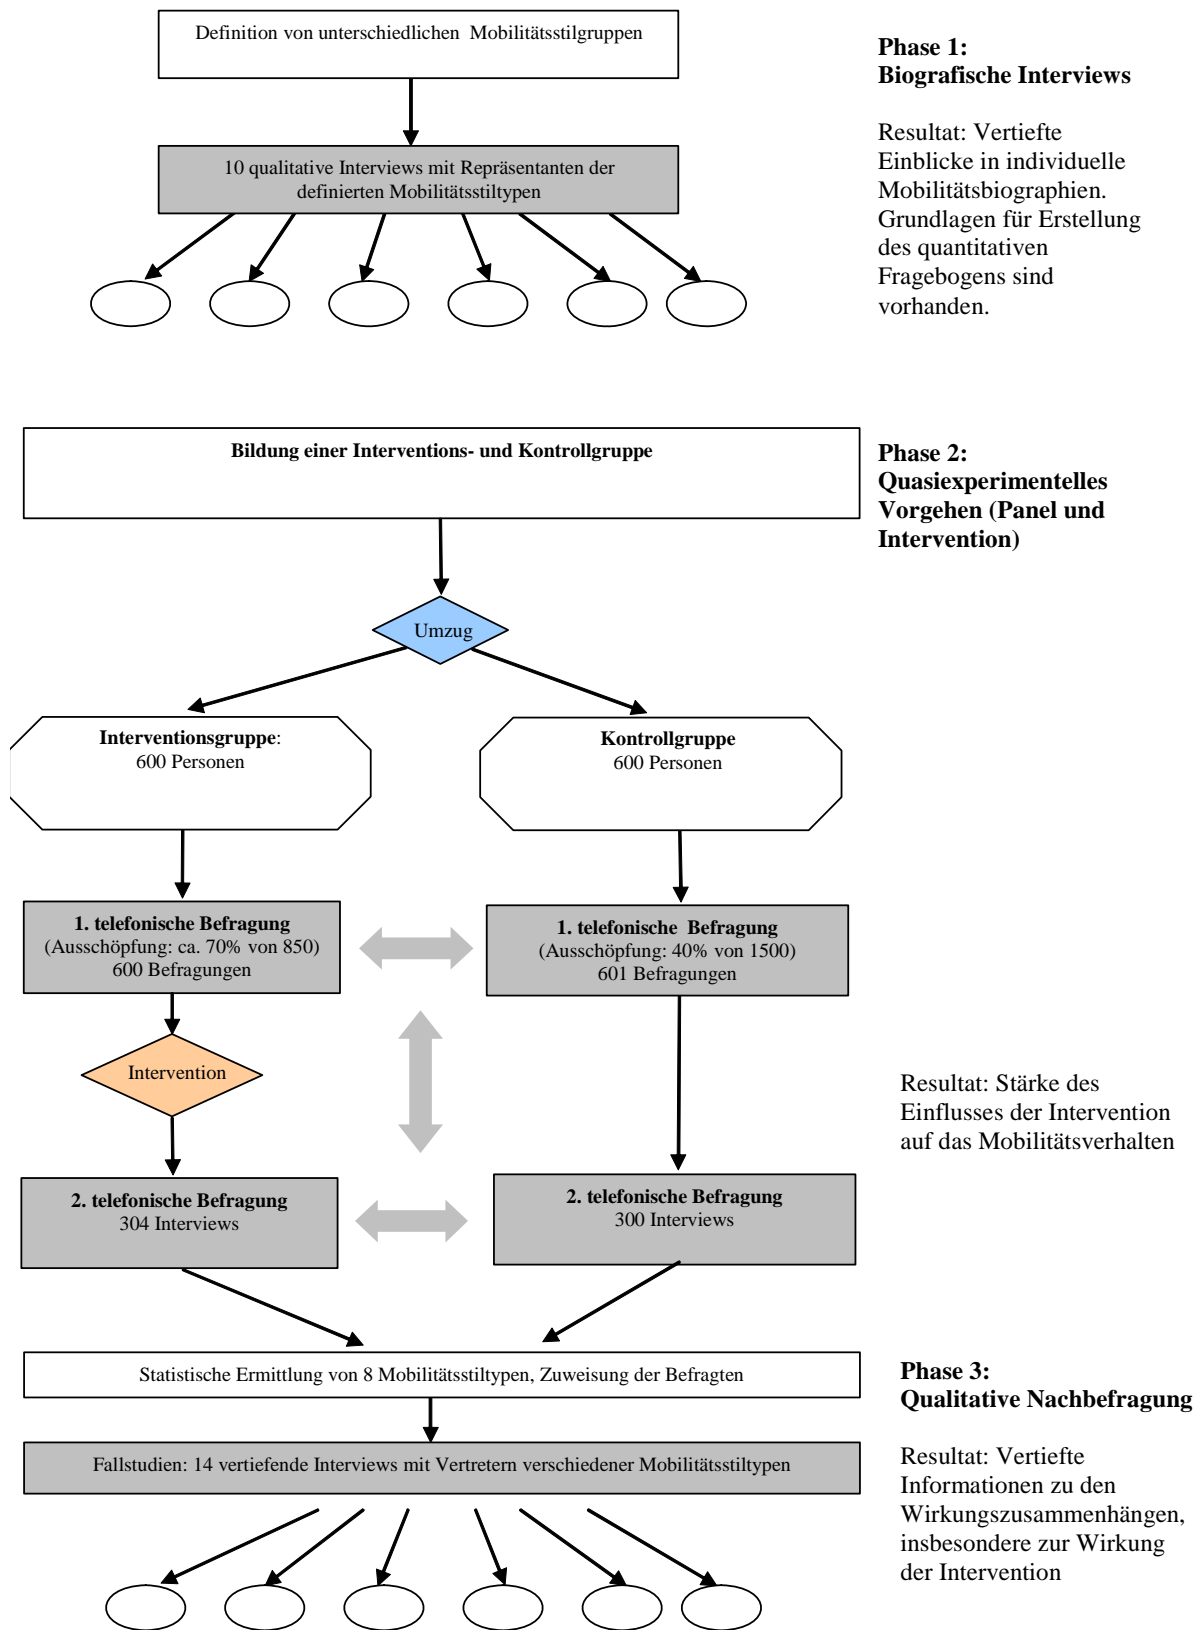 Definition von unterschiedlichen Mobilitätsstilgruppen
Phase 1:
Biografische Interviews
Resultat: Vertiefte
Einblicke in individuelle
Mobilitätsbiographien.
Grundlagen für Erstellung
des quantitativen
Fragebogens sind
vorhanden.
10 qualitative Interviews mit Repräsentanten der
definierten Mobilitätsstiltypen
Bildung einer Interventions- und Kontrollgruppe
Phase 2:
Quasiexperimentelles
Vorgehen (Panel und
Intervention)
Umzug
Interventionsgruppe:
600 Personen
Kontrollgruppe
600 Personen
1. telefonische Befragung
(Ausschöpfung: ca. 70% von 850)
600 Befragungen
1. telefonische Befragung
(Ausschöpfung: 40% von 1500)
601 Befragungen
Intervention
Resultat: Stärke des
Einflusses der Intervention
auf das Mobilitätsverhalten
2. telefonische Befragung
304 Interviews
2. telefonische Befragung
300 Interviews
Statistische Ermittlung von 8 Mobilitätsstiltypen, Zuweisung der Befragten
Phase 3:
Qualitative Nachbefragung
Fallstudien: 14 vertiefende Interviews mit Vertretern verschiedener Mobilitätsstiltypen
Resultat: Vertiefte
Informationen zu den
Wirkungszusammenhängen,
insbesondere zur Wirkung
der Intervention